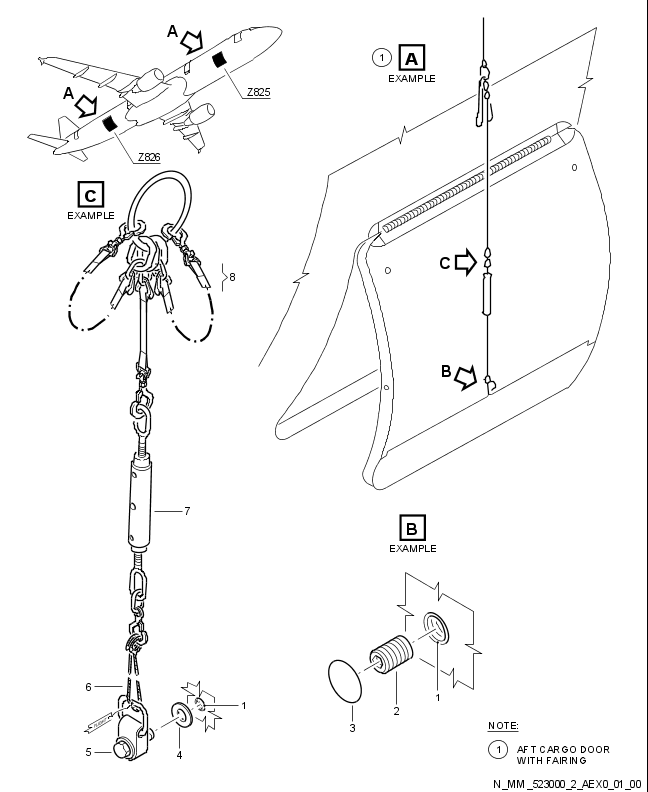 A
A
Z825
Z826
1 A
EXAMPLE
C
EXAMPLE
8
C
B
7
B
EXAMPLE
6
1
5
4
1
2
3
NOTE:
1 AFT CARGO DOOR
WITH FAIRING
N_MM_523000_2_AEX0_01_00